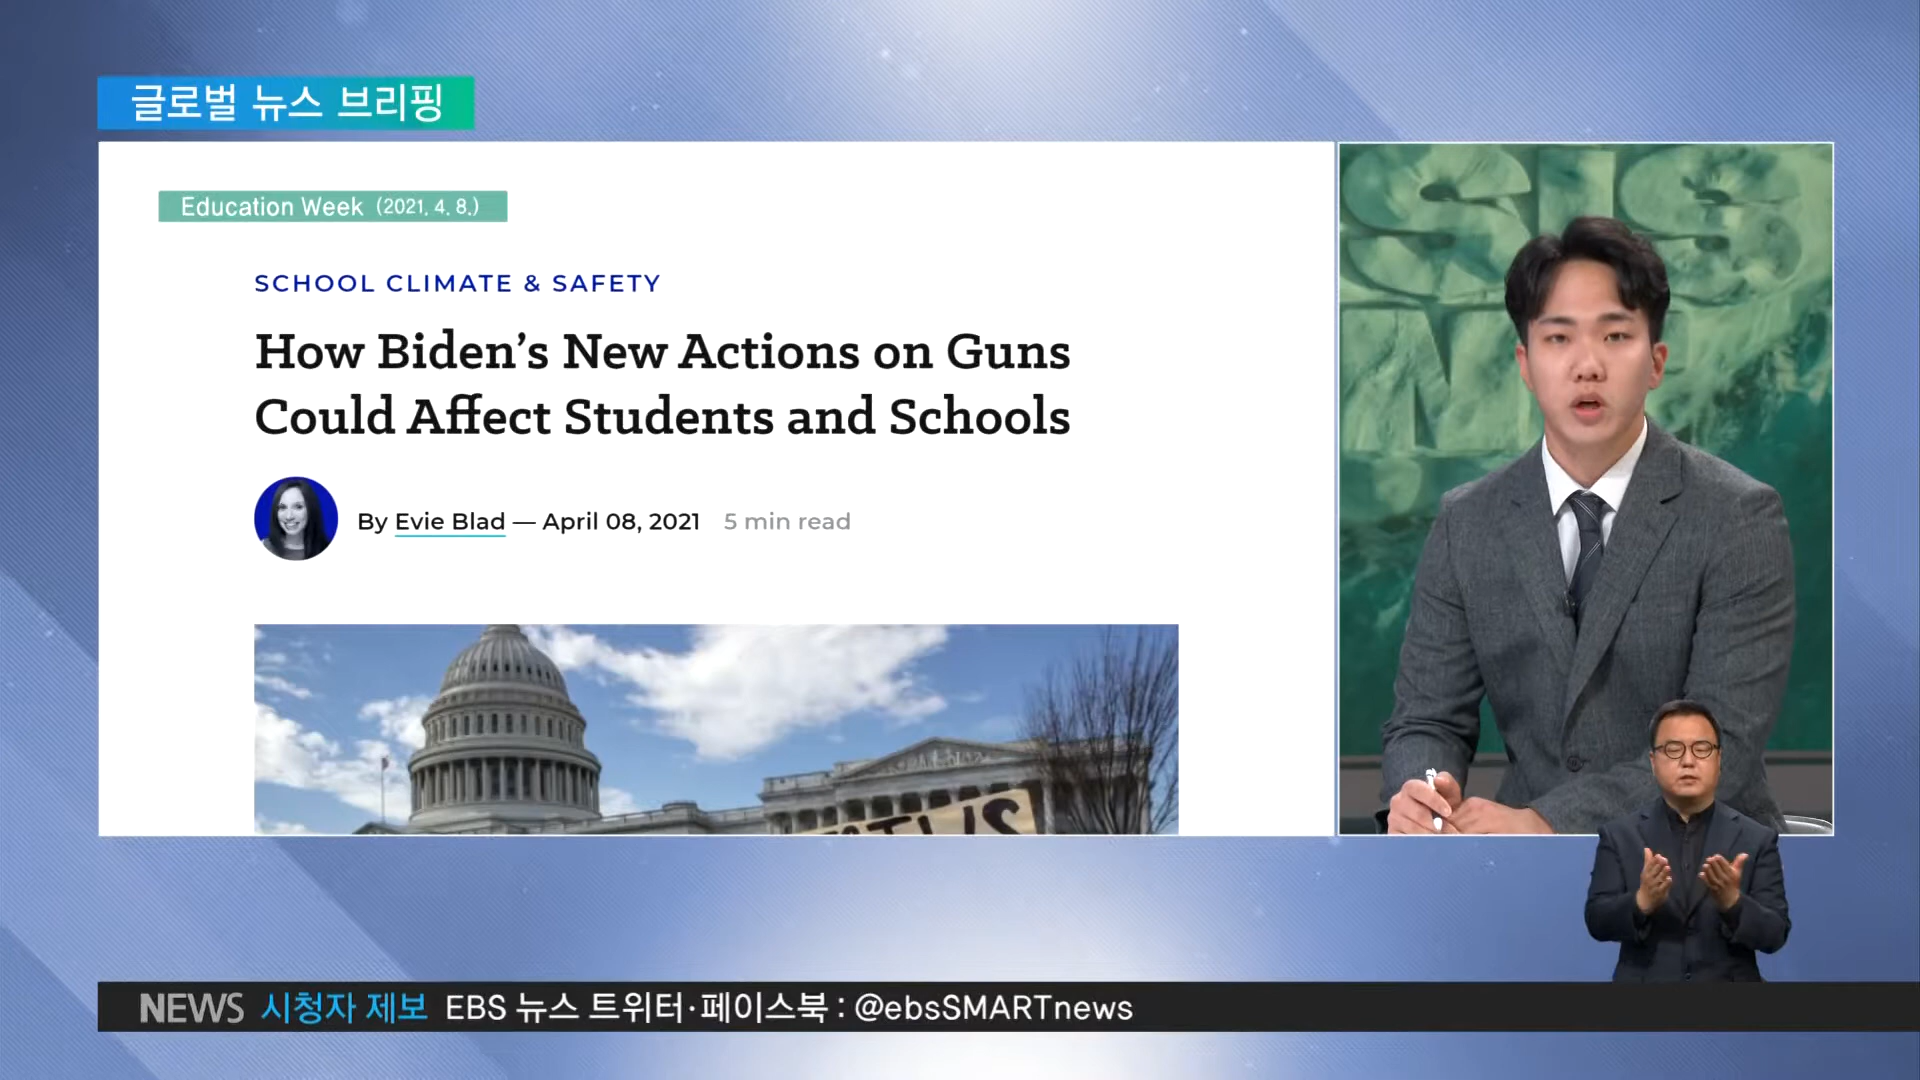 글로벌 뉴스 브리핑
Education Week (2021. 4. 8.)
SCHOOL CLIMATE & SAFETY
How Biden’s New Actions on Guns
Could Affect Students and Schools
By Evie Blad — April 08, 2021 5 min read
NEWS 시청자 제보 EBS 뉴스 트위터·페이스북 : @ebsSMARTnews